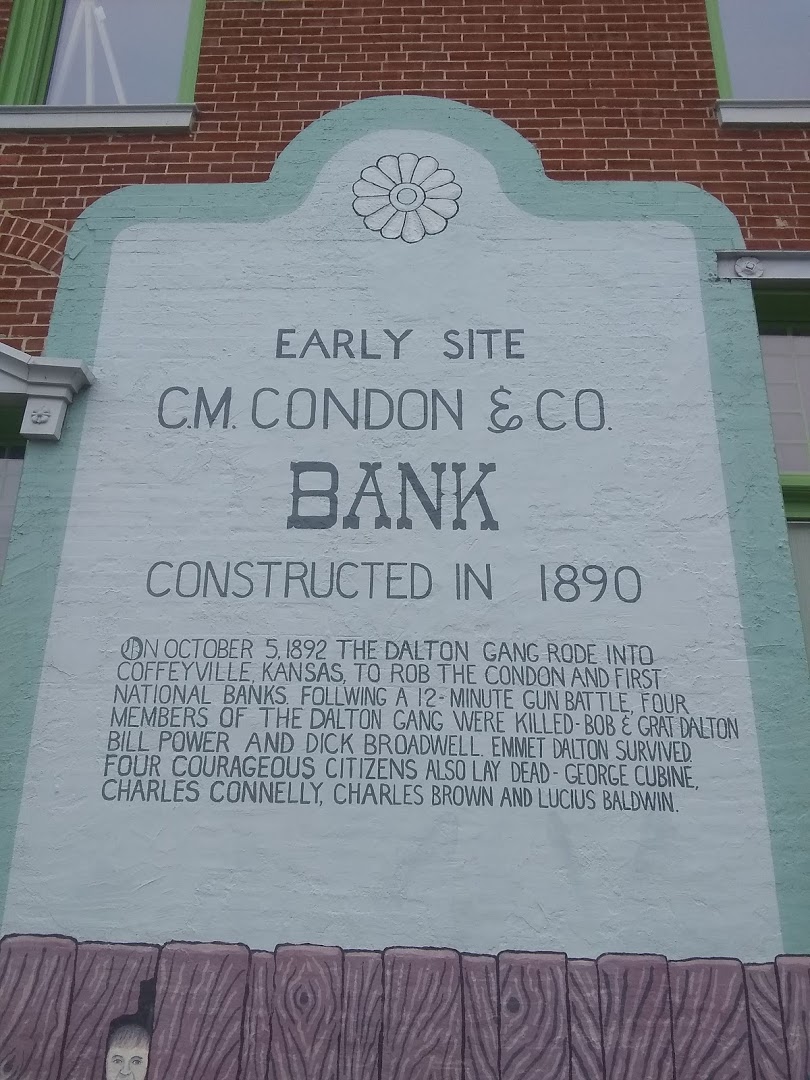 EARLY SITE
C.M. CONDON & CO.
BANK
CONSTRUCTED IN 1890
ON OCTOBER 5, 1892 THE DALTON GANG RODE INTO
COFFEYVILLE, KANSAS, TO ROB THE CONDON AND FIRST
NATIONAL BANKS. FOLLWING A 12-MINUTE GUN BATTLE, FOUR
MEMBERS OF THE DALTON GANG WERE KILLED-BOB & GRAT DALTON
BILL POWER AND DICK BROADWELL. EMMET DALTON SURVIVED.
FOUR COURAGEOUS CITIZENS ALSO LAY DEAD-GEORGE CUBINE,
CHARLES CONNELLY, CHARLES BROWN AND LUCIUS BALDWIN.